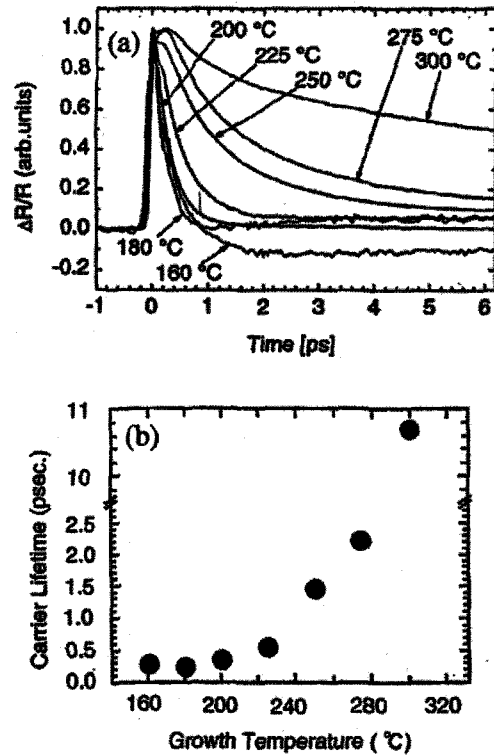 (a)
200 °C
225 °C
250 °C
275 °C
300 °C
180 °C
160 °C
ΔR/R (arb.units)
1.0
0.8
0.6
0.4
0.2
0.0
-0.2
-1 0 1 2 3 4 5 6
Time [ps]
(b)
Carrier Lifetime (psec.)
11
10
2.5
2.0
1.5
1.0
0.5
0.0
160 200 240 280 320
Growth Temperature (°C)